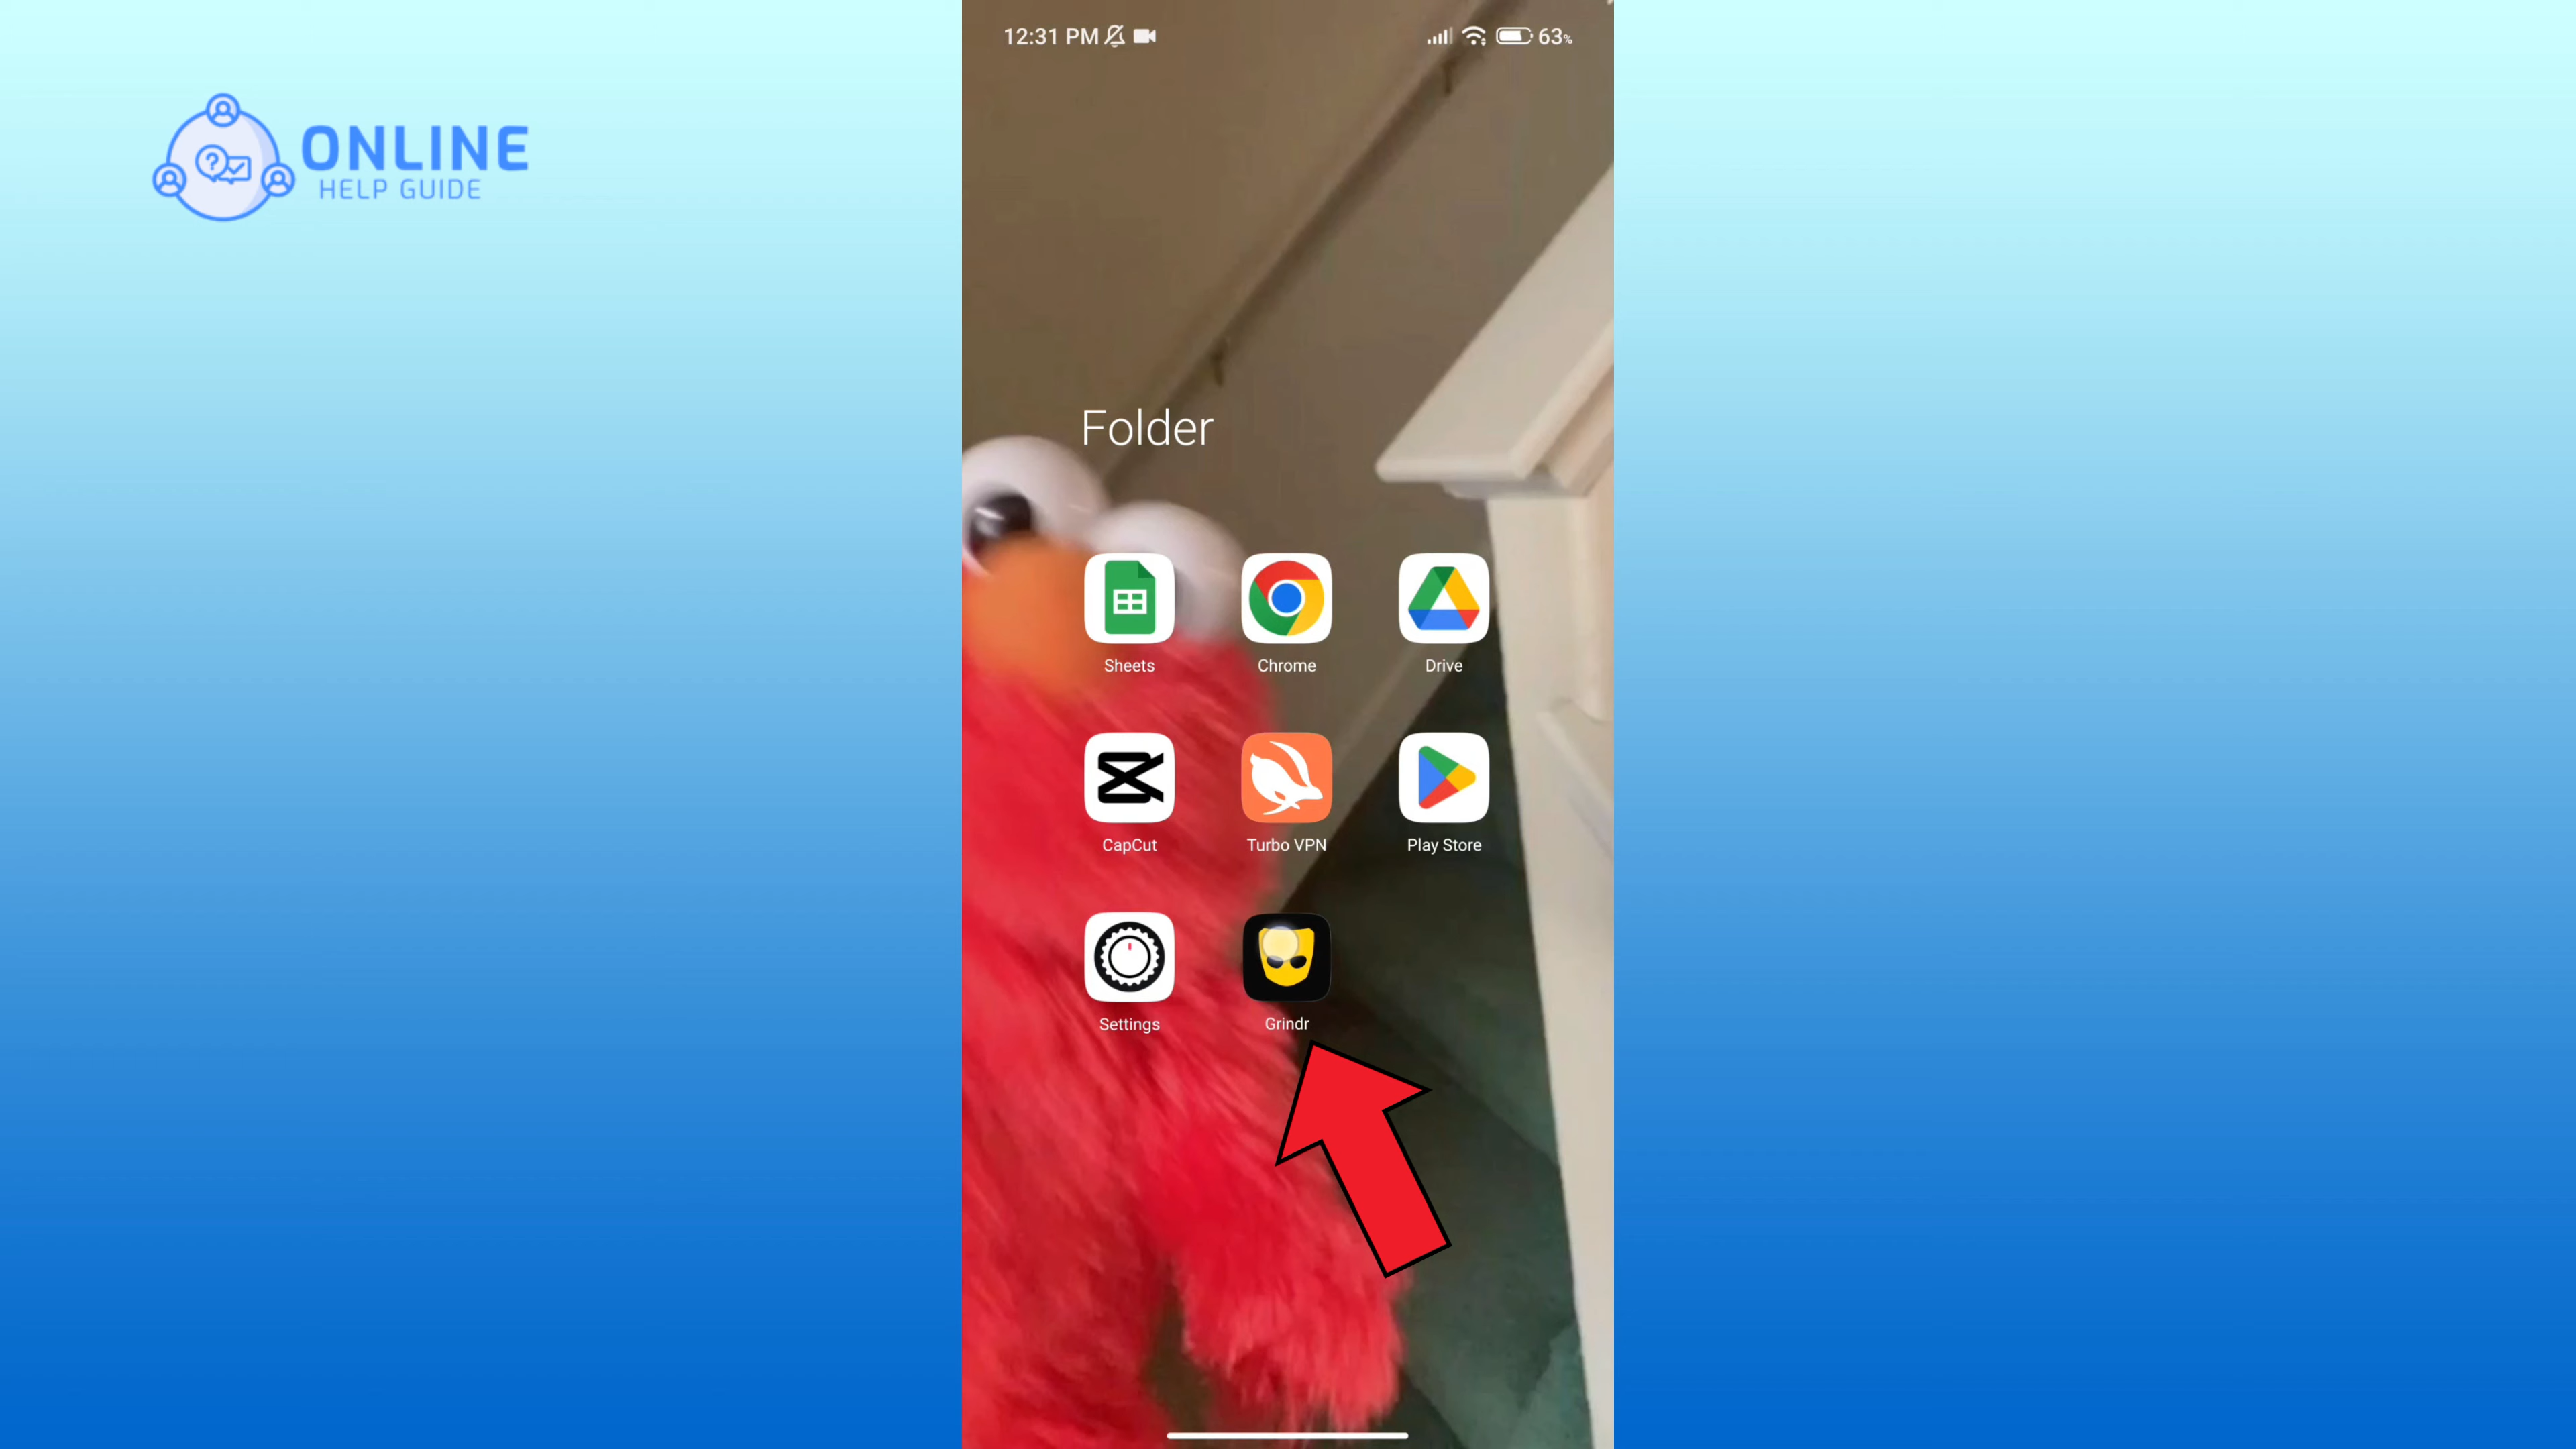 12:31 PM
63%
ONLINE
HELP GUIDE
Folder
Sheets
Chrome
Drive
CapCut
Turbo VPN
Play Store
Settings
Grindr